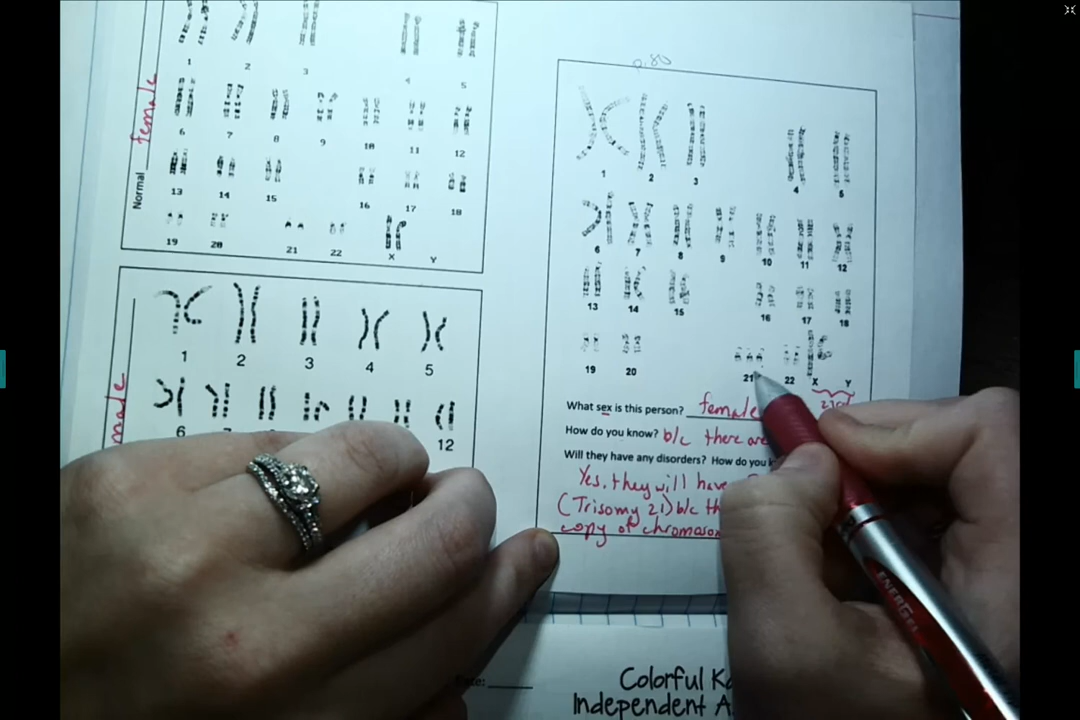 p.80
1 2 3 4 5
6 7 8 9 10 11 12
13 14 15 16 17 18
19 20 21 22 X Y
Normal female
1 2 3 4 5
6 12
1 2 3 4 5
6 7 8 9 10 11 12
13 14 15 16 17 18
19 20 21 22 X Y
What sex is this person? female
How do you know? b/c there are
Will they have any disorders? How do you
Yes, they will have
(Trisomy 21) b/c
copy of
ENERGEL
Colorful
Independent